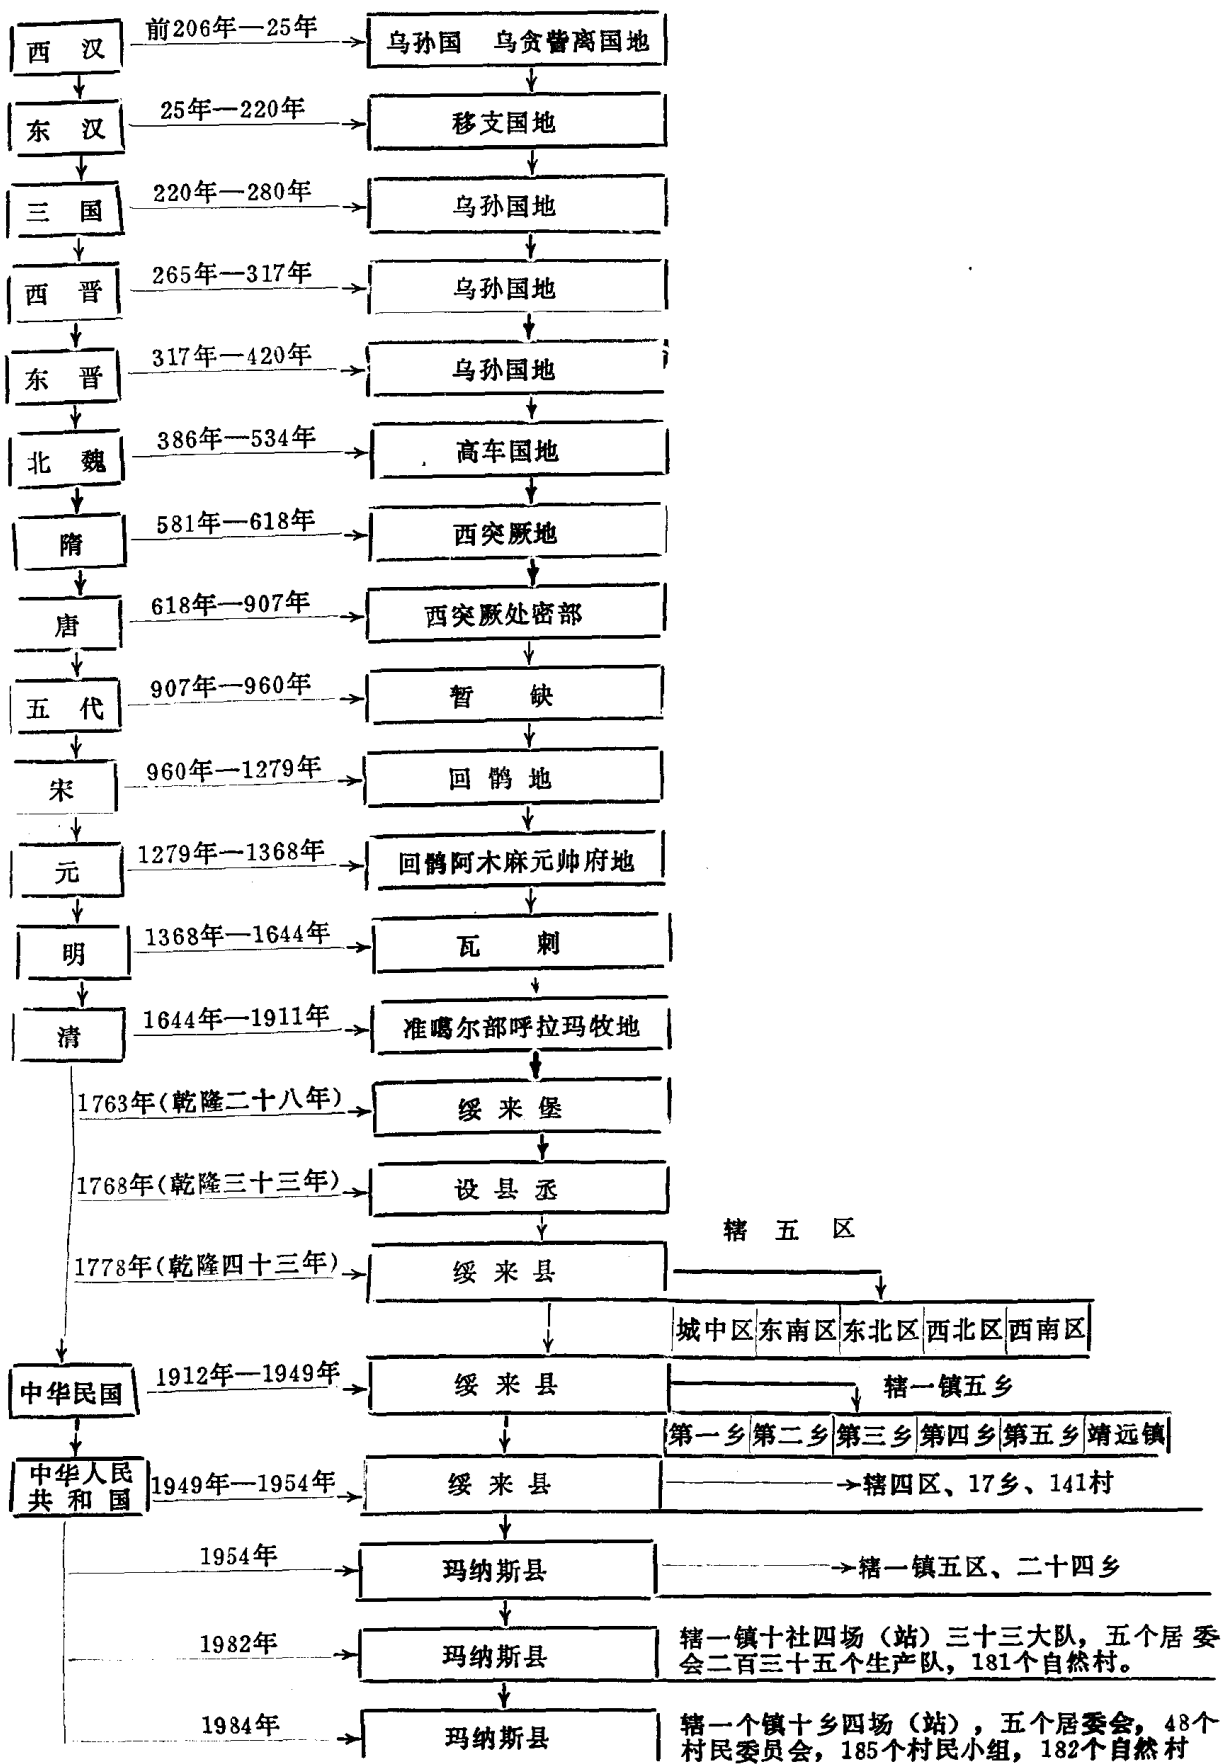 西 汉 前206年—25年 乌孙国 乌贪訾离国地
东 汉 25年—220年 移支国地
三 国 220年—280年 乌孙国地
西 晋 265年—317年 乌孙国地
东 晋 317年—420年 乌孙国地
北 魏 386年—534年 高车国地
隋 581年—618年 西突厥地
唐 618年—907年 西突厥处密部
五 代 907年—960年 暂 缺
宋 960年—1279年 回鹘地
元 1279年—1368年 回鹘阿木麻元帅府地
明 1368年—1644年 瓦 剌
清 1644年—1911年 准噶尔部呼拉玛牧地
1763年(乾隆二十八年) 绥来堡
1768年(乾隆三十三年) 设县丞
辖 五 区
1778年(乾隆四十三年) 绥来县
城中区 东南区 东北区 西北区 西南区
中华民国 1912年—1949年 绥来县 辖一镇五乡
第一乡 第二乡 第三乡 第四乡 第五乡 靖远镇
中华人民
共和国 1949年—1954年 绥来县 辖四区、17乡、141村
1954年 玛纳斯县 辖一镇五区、二十四乡
1982年 玛纳斯县 辖一镇十社四场（站）三十三大队，五个居委
会二百三十五个生产队，181个自然村。
1984年 玛纳斯县 辖一个镇十乡四场（站），五个居委会，48个
村民委员会，185个村民小组，182个自然村